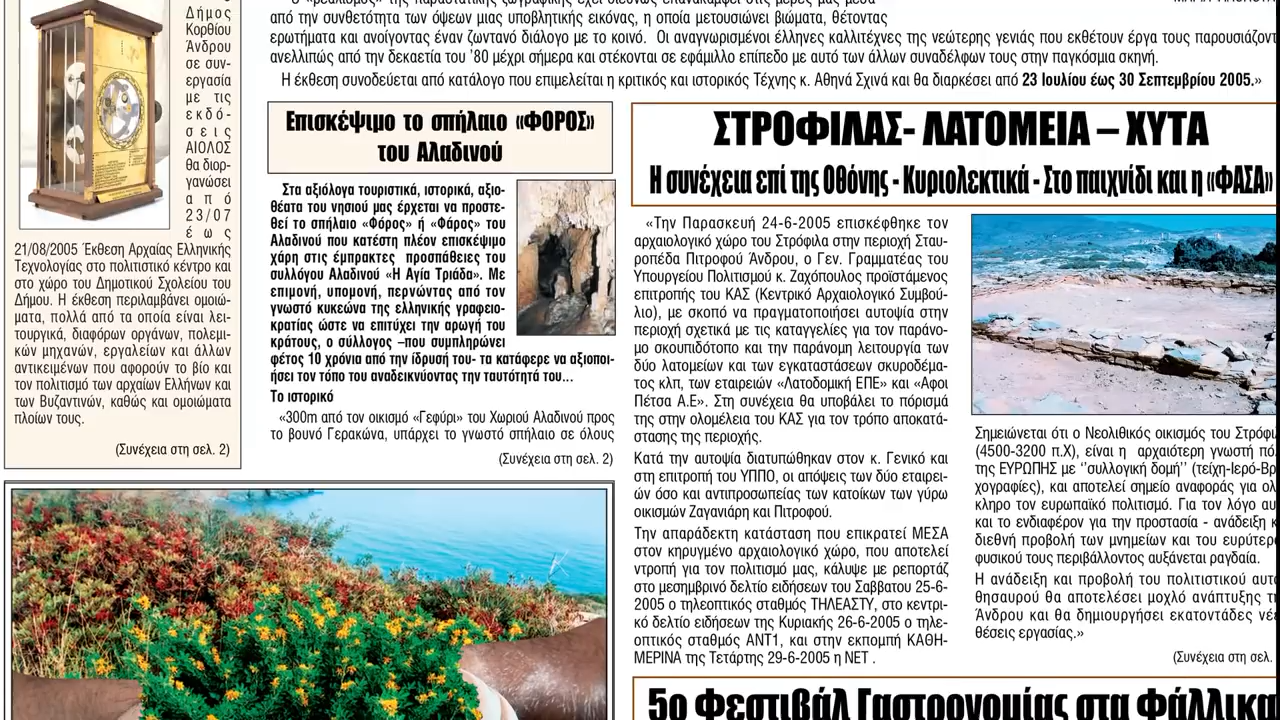 Δήμος
Κορθίου
Άνδρου
σε συν-
εργασία
με τις
εκδό-
σεις
ΑΙΟΛΟΣ
θα διορ-
γανώσει
από
23/07
έως
21/08/2005 Έκθεση Αρχαίας Ελληνικής
Τεχνολογίας στο πολιτιστικό κέντρο και
στο χώρο του Δημοτικού Σχολείου του
Δήμου. Η έκθεση περιλαμβάνει ομοιώ-
ματα, πολλά από τα οποία είναι λει-
τουργικά, διαφόρων οργάνων, πολεμι-
κών μηχανών, εργαλείων και άλλων
αντικειμένων που αφορούν το βίο και
τον πολιτισμό των αρχαίων Ελλήνων και
των Βυζαντινών, καθώς και ομοιώματα
πλοίων τους.
(Συνέχεια στη σελ. 2)
από την συνθετότητα των όψεων μιας υποβλητικής εικόνας, η οποία μετουσιώνει βιώματα, θέτοντας
ερωτήματα και ανοίγοντας έναν ζωντανό διάλογο με το κοινό. Οι αναγνωρισμένοι έλληνες καλλιτέχνες της νεώτερης γενιάς που εκθέτουν έργα τους παρουσιάζοντ
ανελλιπώς από την δεκαετία του '80 μέχρι σήμερα και στέκονται σε εφάμιλλο επίπεδο με αυτό των άλλων συναδέλφων τους στην παγκόσμια σκηνή.
Η έκθεση συνοδεύεται από κατάλογο που επιμελείται η κριτικός και ιστορικός Τέχνης κ. Αθηνά Σχινά και θα διαρκέσει από 23 Ιουλίου έως 30 Σεπτεμβρίου 2005.»
Επισκέψιμο το σπήλαιο «ΦΟΡΟΣ»
του Αλαδινού
Στα αξιόλογα τουριστικά, ιστορικά, αξιο-
θέατα του νησιού μας έρχεται να προστε-
θεί το σπήλαιο «Φόρος» ή «Φάρος» του
Αλαδινού που κατέστη πλέον επισκέψιμο
χάρη στις έμπρακτες προσπάθειες του
συλλόγου Αλαδινού «Η Αγία Τριάδα». Με
επιμονή, υπομονή, περνώντας από τον
γνωστό κυκεώνα της ελληνικής γραφειο-
κρατίας ώστε να επιτύχει την αρωγή του
κράτους, ο σύλλογος –που συμπληρώνει
φέτος 10 χρόνια από την ίδρυσή του- τα κατάφερε να αξιοποι-
ήσει τον τόπο του αναδεικνύοντας την ταυτότητά του...
Το ιστορικό
«300m από τον οικισμό «Γεφύρι» του Χωριού Αλαδινού προς
το βουνό Γερακώνα, υπάρχει το γνωστό σπήλαιο σε όλους
(Συνέχεια στη σελ. 2)
ΣΤΡΟΦΙΛΑΣ- ΛΑΤΟΜΕΙΑ – ΧΥΤΑ
Η συνέχεια επί της Οθόνης - Κυριολεκτικά - Στο παιχνίδι και η «ΦΑΣΑ»
«Την Παρασκευή 24-6-2005 επισκέφθηκε τον
αρχαιολογικό χώρο του Στρόφιλα στην περιοχή Σταυ-
ροπέδα Πιτροφού Άνδρου, ο Γεν. Γραμματέας του
Υπουργείου Πολιτισμού κ. Ζαχόπουλος προϊστάμενος
επιτροπής του ΚΑΣ (Κεντρικό Αρχαιολογικό Συμβού-
λιο), με σκοπό να πραγματοποιήσει αυτοψία στην
περιοχή σχετικά με τις καταγγελίες για τον παράνο-
μο σκουπιδότοπο και την παράνομη λειτουργία των
δύο λατομείων και των εγκαταστάσεων σκυροδέμα-
τος κλπ, των εταιρειών «Λατοδομική ΕΠΕ» και «Αφοι
Πέτσα Α.Ε». Στη συνέχεια θα υποβάλει το πόρισμά
της στην ολομέλεια του ΚΑΣ για τον τρόπο αποκατά-
στασης της περιοχής.
Κατά την αυτοψία διατυπώθηκαν στον κ. Γενικό και
στη επιτροπή του ΥΠΠΟ, οι απόψεις των δύο εταιρει-
ών όσο και αντιπροσωπείας των κατοίκων των γύρω
οικισμών Ζαγανιάρη και Πιτροφού.
Την απαράδεκτη κατάσταση που επικρατεί ΜΕΣΑ
στον κηρυγμένο αρχαιολογικό χώρο, που αποτελεί
ντροπή για τον πολιτισμό μας, κάλυψε με ρεπορτάζ
στο μεσημβρινό δελτίο ειδήσεων του Σαββατου 25-6-
2005 ο τηλεοπτικός σταθμός ΤΗΛΕΑΣΤΥ, στο κεντρι-
κό δελτίο ειδήσεων της Κυριακής 26-6-2005 ο τηλε-
οπτικός σταθμός ΑΝΤ1, και στην εκπομπή ΚΑΘΗ-
ΜΕΡΙΝΑ της Τετάρτης 29-6-2005 η ΝΕΤ .
Σημειώνεται ότι ο Νεολιθικός οικισμός του Στρόφι
(4500-3200 π.Χ), είναι η αρχαιότερη γνωστή πό
της ΕΥΡΩΠΗΣ με ''συλλογική δομή'' (τείχη-Ιερό-Βρ
χογραφίες), και αποτελεί σημείο αναφοράς για ολ
κληρο τον ευρωπαϊκό πολιτισμό. Για τον λόγο αυ
και το ενδιαφέρον για την προστασία - ανάδειξη κ
διεθνή προβολή των μνημείων και του ευρύτερο
φυσικού τους περιβάλλοντος αυξάνεται ραγδαία.
Η ανάδειξη και προβολή του πολιτιστικού αυτο
θησαυρού θα αποτελέσει μοχλό ανάπτυξης τη
Άνδρου και θα δημιουργήσει εκατοντάδες νέε
θέσεις εργασίας.»
(Συνέχεια στη σελ.
5ο Φεστιβάλ Γαστρονομίας στα Φάλλικα